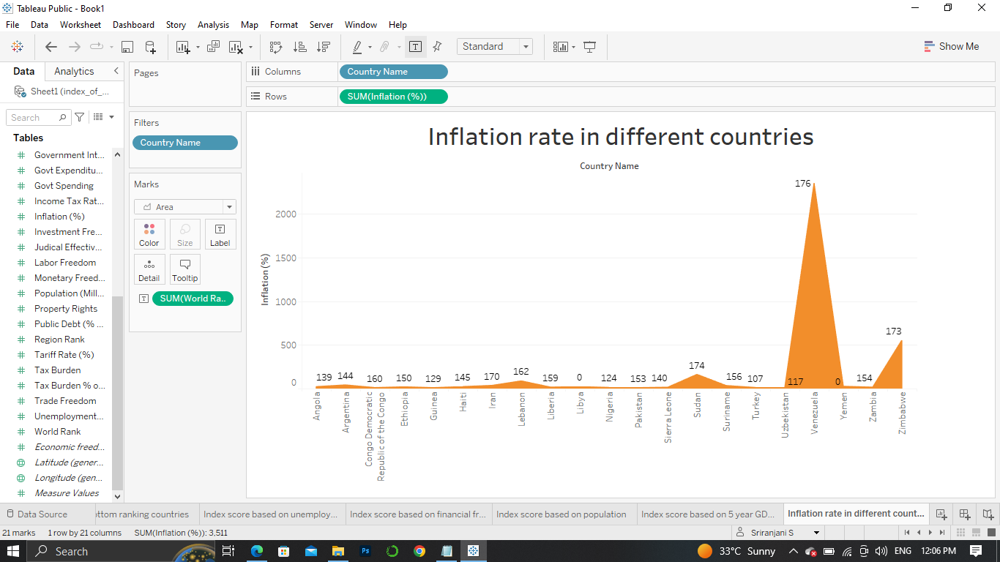 Tableau Public - Book1
File Data Worksheet Dashboard Story Analysis Map Format Server Window Help
Standard
Show Me
Data Analytics
Sheet1 (index_of_...
Search
Tables
Government Int...
Govt Expenditu...
Govt Spending
Income Tax Rat...
Inflation (%)
Investment Fre...
Judical Effectiv...
Labor Freedom
Monetary Freed...
Population (Mill...
Property Rights
Public Debt (% ...
Region Rank
Tariff Rate (%)
Tax Burden
Tax Burden % o...
Trade Freedom
Unemployment...
World Rank
Economic freed...
Latitude (gener...
Longitude (gen...
Measure Values
Pages
Filters
Country Name
Marks
Area
Color Size Label
Detail Tooltip
SUM(World Ra..
Columns Country Name
Rows SUM(Inflation (%))
Inflation rate in different countries
Country Name
Inflation (%)
2000
1500
1000
500
0
139 144 160 150 129 145 170 162 159 0 124 153 140 174 156 107 117 176 0 154 173
Angola
Argentina
Congo Democratic
Republic of the Congo
Ethiopia
Guinea
Haiti
Iran
Lebanon
Liberia
Libya
Nigeria
Pakistan
Sierra Leone
Sudan
Suriname
Turkey
Uzbekistan
Venezuela
Yemen
Zambia
Zimbabwe
Data Source ottom ranking countries Index score based on unemploy... Index score based on financial fr... Index score based on population Index score based on 5 year GD... Inflation rate in different count...
21 marks 1 row by 21 columns SUM(Inflation (%)): 3,511 Sriranjani S
Search Ps 33°C Sunny ENG 12:06 PM